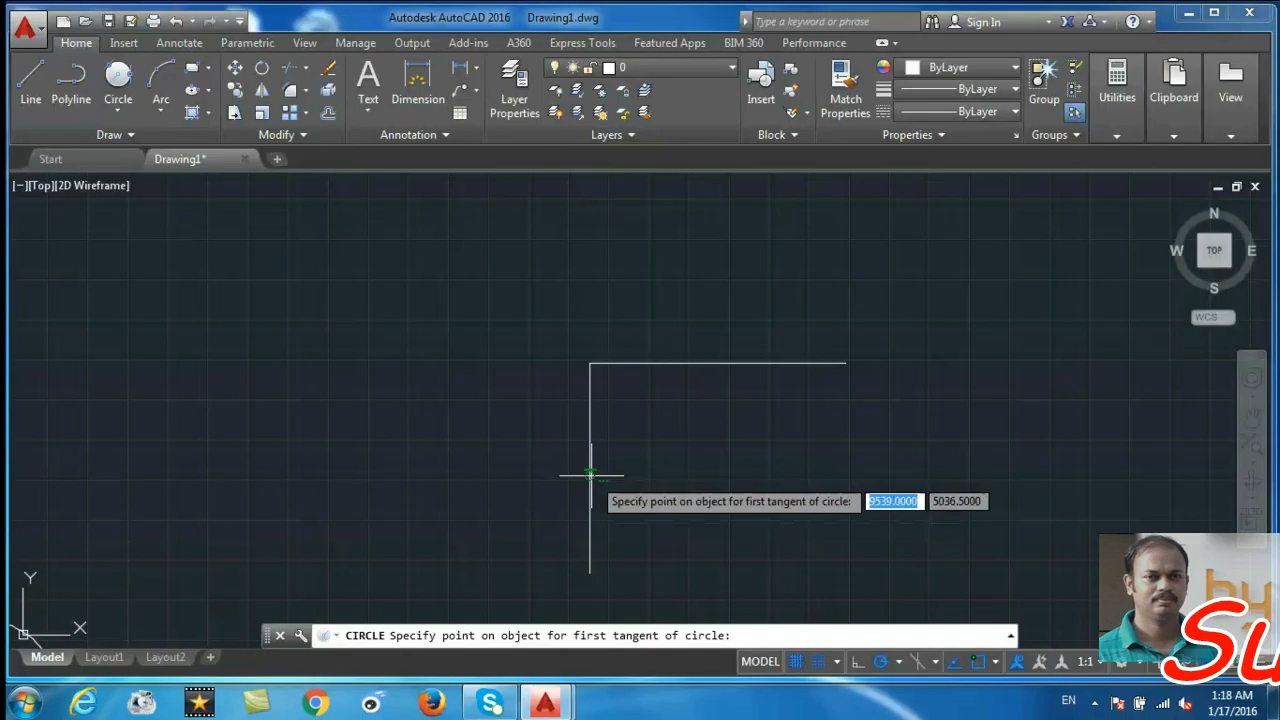 Autodesk AutoCAD 2016 Drawing1.dwg
Type a keyword or phrase
Sign In
Home Insert Annotate Parametric View Manage Output Add-ins A360 Express Tools Featured Apps BIM 360 Performance
0
ByLayer
ByLayer
ByLayer
Line Polyline Circle Arc
Text Dimension
Layer
Properties
Insert
Match
Properties
Group
Utilities
Clipboard
View
Draw Modify Annotation Layers Block Properties Groups
Start Drawing1*
[−][Top][2D Wireframe]
N
W TOP E
S
WCS
Specify point on object for first tangent of circle: 9539.0000 5036.5000
Y
X
by
CIRCLE Specify point on object for first tangent of circle:
Model Layout1 Layout2
MODEL 1:1
EN
1:18 AM
1/17/2016